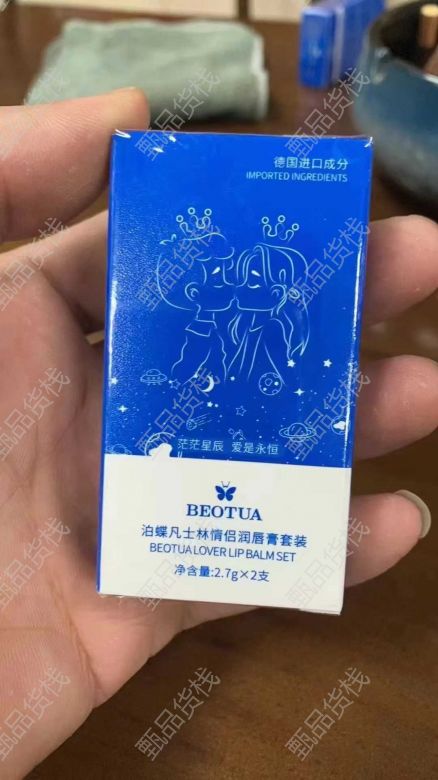 德国进口成分
IMPORTED INGREDIENTS
茫茫星辰 爱是永恒
BEOTUA
泊蝶凡士林情侣润唇膏套装
BEOTUA LOVER LIP BALM SET
净含量:2.7g×2支
甄品货栈